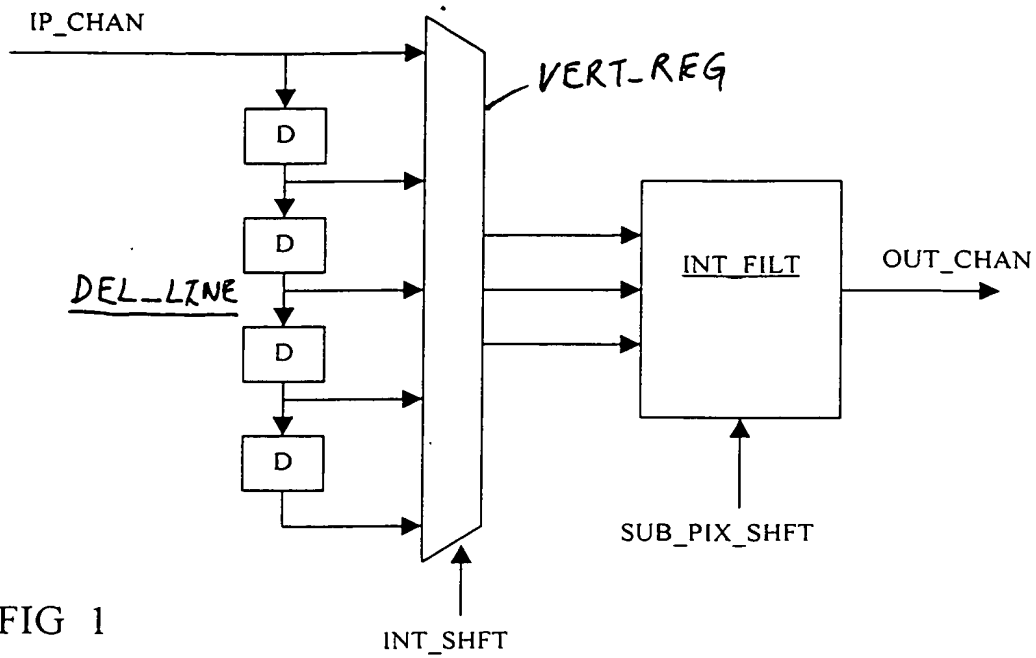 IP_CHAN
VERT_REG
D
D
INT_FILT
OUT_CHAN
DEL_LINE
D
D
SUB_PIX_SHFT
FIG 1
INT_SHFT